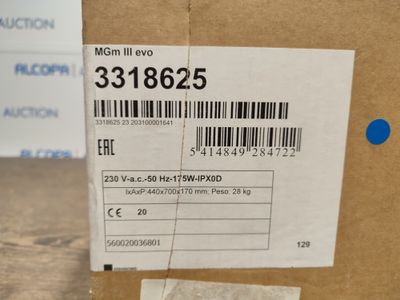 AUCTION
ALCOPA
AUCTION
ALCOPA
MGm III evo
3318625
3318625 23 203100001641
EAC
5 414849 284722
230 V-a.c.-50 Hz-175W-IPX0D
lxAxP:440x700x170 mm; Peso: 28 kg
CE 20
560020036801
129